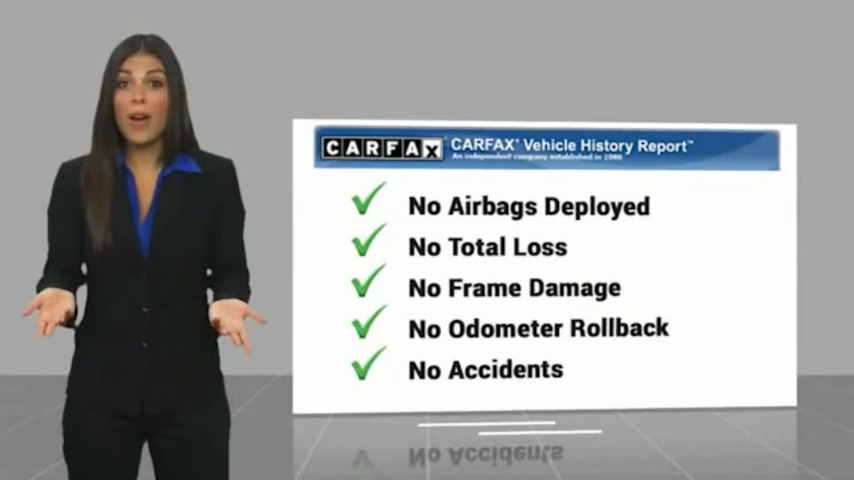 CARFAX CARFAX® Vehicle History Report™
An independent company established in 1986
No Airbags Deployed
No Total Loss
No Frame Damage
No Odometer Rollback
No Accidents
No Accidents